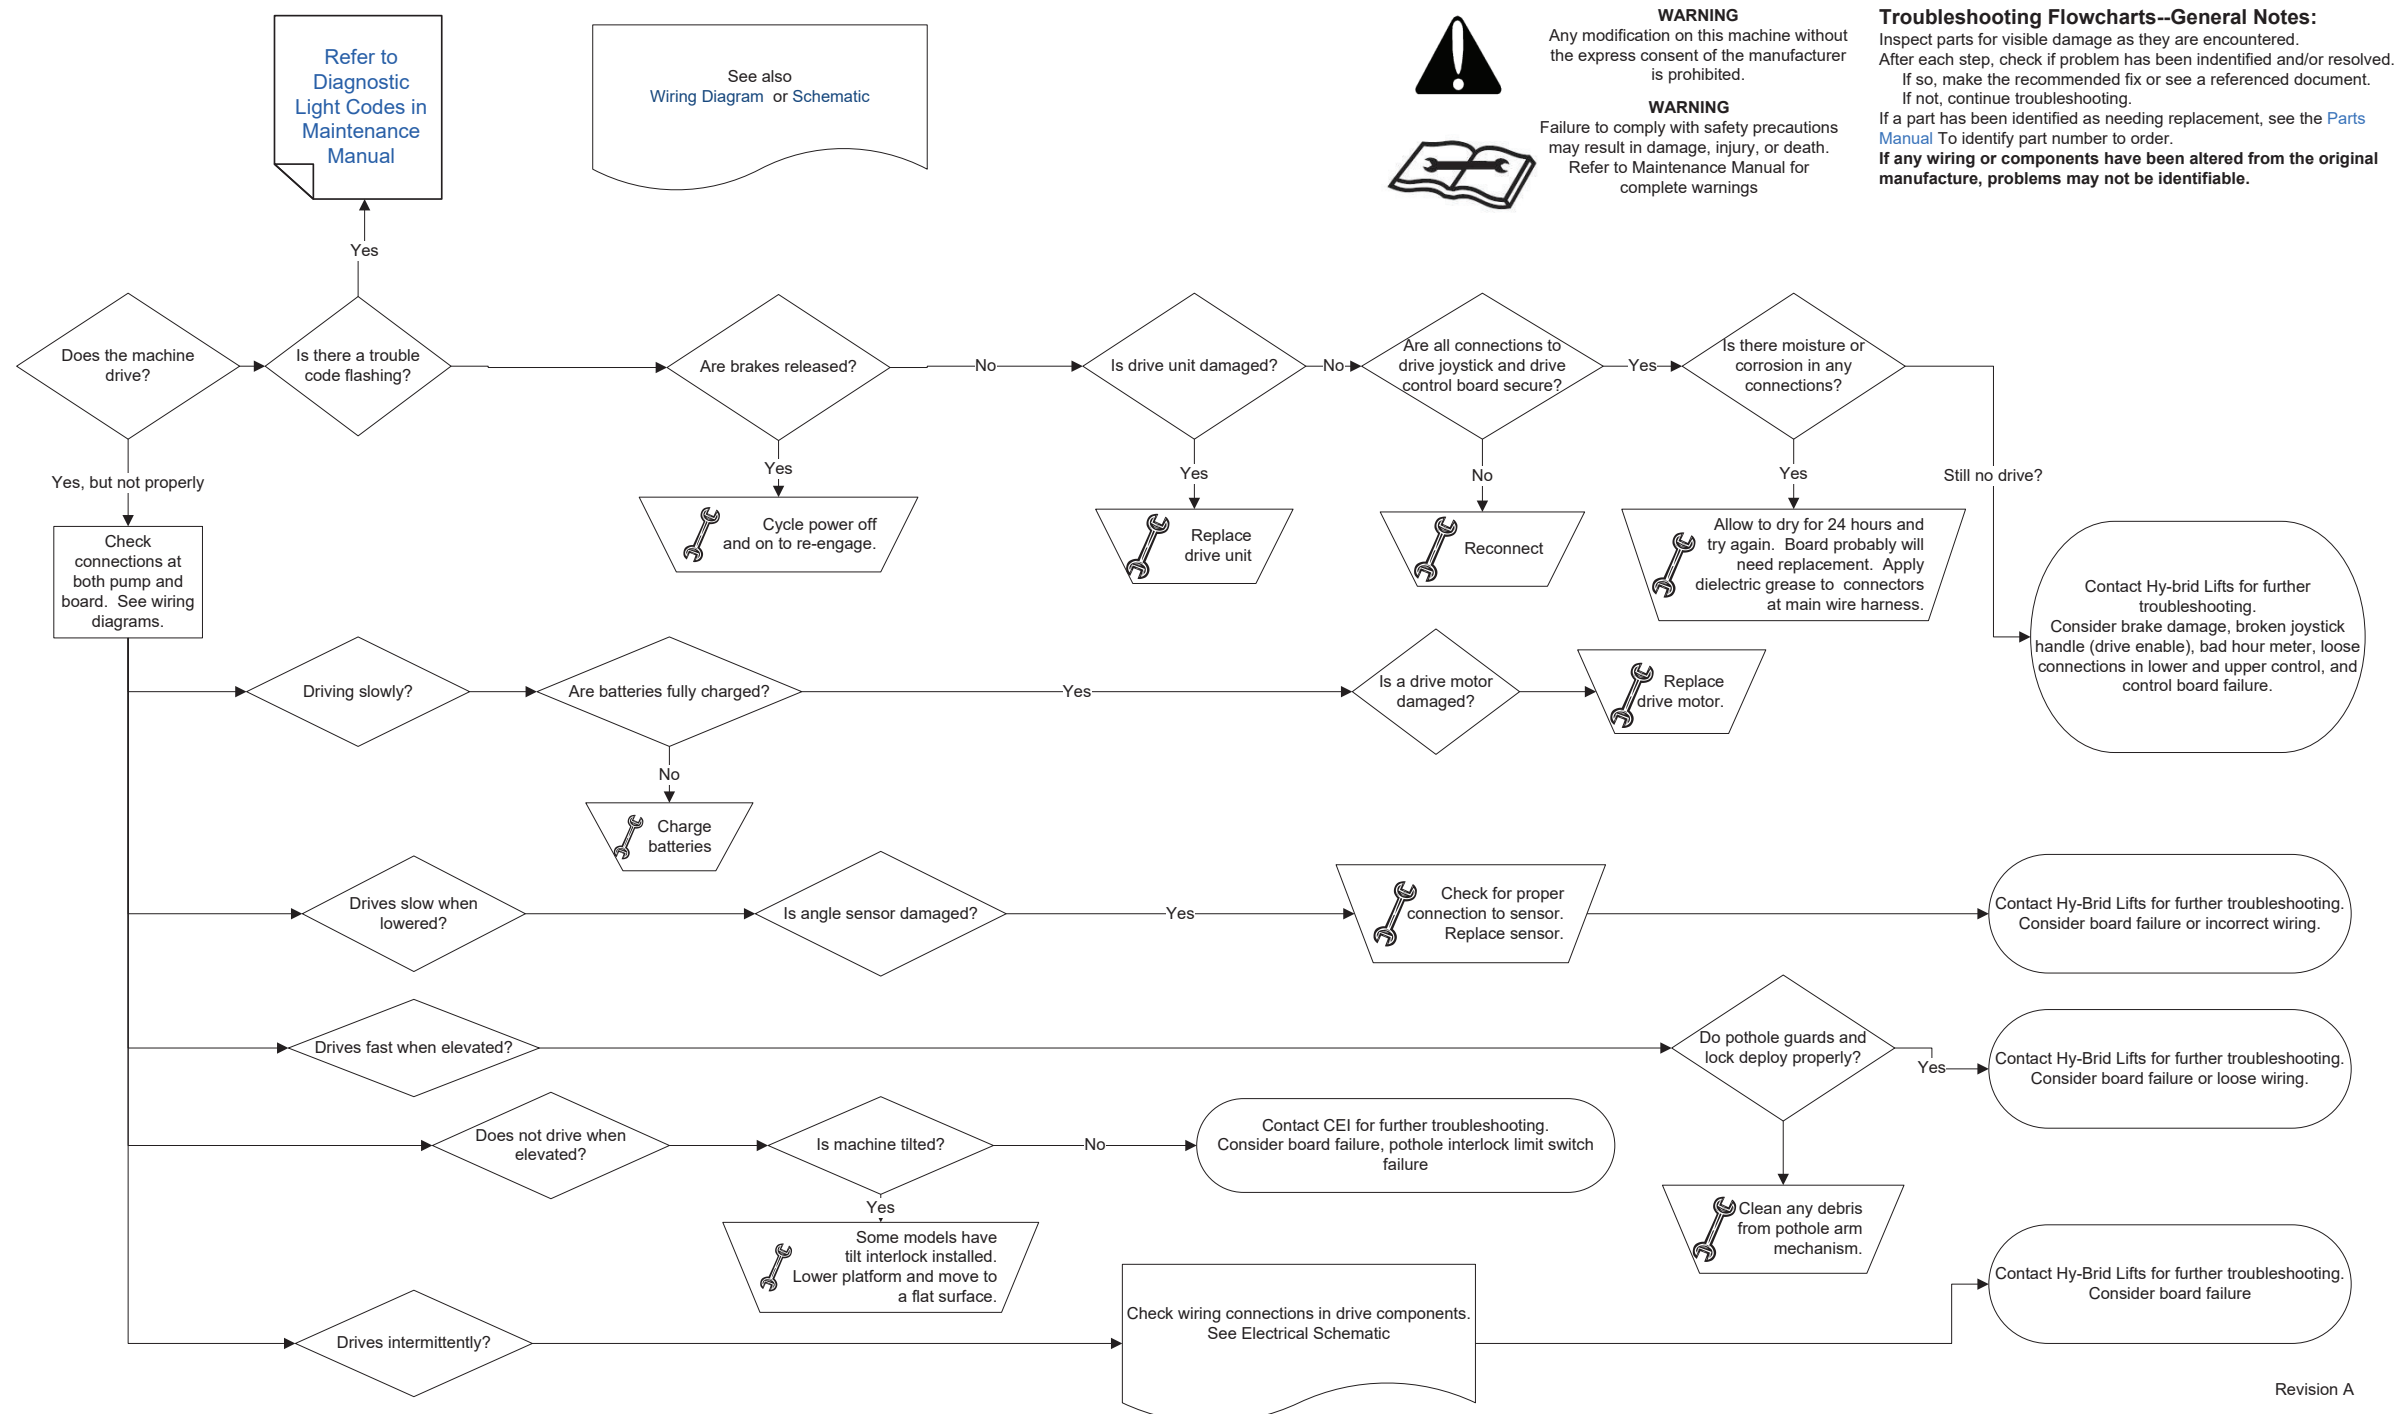 Refer to
Diagnostic
Light Codes in
Maintenance
Manual
See also
Wiring Diagram or Schematic
WARNING
Any modification on this machine without
the express consent of the manufacturer
is prohibited.
WARNING
Failure to comply with safety precautions
may result in damage, injury, or death.
Refer to Maintenance Manual for
complete warnings
Troubleshooting Flowcharts--General Notes:
Inspect parts for visible damage as they are encountered.
After each step, check if problem has been indentified and/or resolved.
If so, make the recommended fix or see a referenced document.
If not, continue troubleshooting.
If a part has been identified as needing replacement, see the Parts
Manual To identify part number to order.
If any wiring or components have been altered from the original
manufacture, problems may not be identifiable.
Yes
Does the machine
drive?
Is there a trouble
code flashing?
Are brakes released?
No
Is drive unit damaged?
No
Are all connections to
drive joystick and drive
control board secure?
Yes
Is there moisture or
corrosion in any
connections?
Yes, but not properly
Yes
Yes
No
Yes
Still no drive?
Check
connections at
both pump and
board. See wiring
diagrams.
Cycle power off
and on to re-engage.
Replace
drive unit
Reconnect
Allow to dry for 24 hours and
try again. Board probably will
need replacement. Apply
dielectric grease to connectors
at main wire harness.
Contact Hy-brid Lifts for further
troubleshooting.
Consider brake damage, broken joystick
handle (drive enable), bad hour meter, loose
connections in lower and upper control, and
control board failure.
Driving slowly?
Are batteries fully charged?
Yes
Is a drive motor
damaged?
Replace
drive motor.
No
Charge
batteries
Drives slow when
lowered?
Is angle sensor damaged?
Yes
Check for proper
connection to sensor.
Replace sensor.
Contact Hy-Brid Lifts for further troubleshooting.
Consider board failure or incorrect wiring.
Drives fast when elevated?
Do pothole guards and
lock deploy properly?
Yes
Contact Hy-Brid Lifts for further troubleshooting.
Consider board failure or loose wiring.
Does not drive when
elevated?
Is machine tilted?
No
Contact CEI for further troubleshooting.
Consider board failure, pothole interlock limit switch
failure
Yes
Some models have
tilt interlock installed.
Lower platform and move to
a flat surface.
Clean any debris
from pothole arm
mechanism.
Drives intermittently?
Check wiring connections in drive components.
See Electrical Schematic
Contact Hy-Brid Lifts for further troubleshooting.
Consider board failure
Revision A